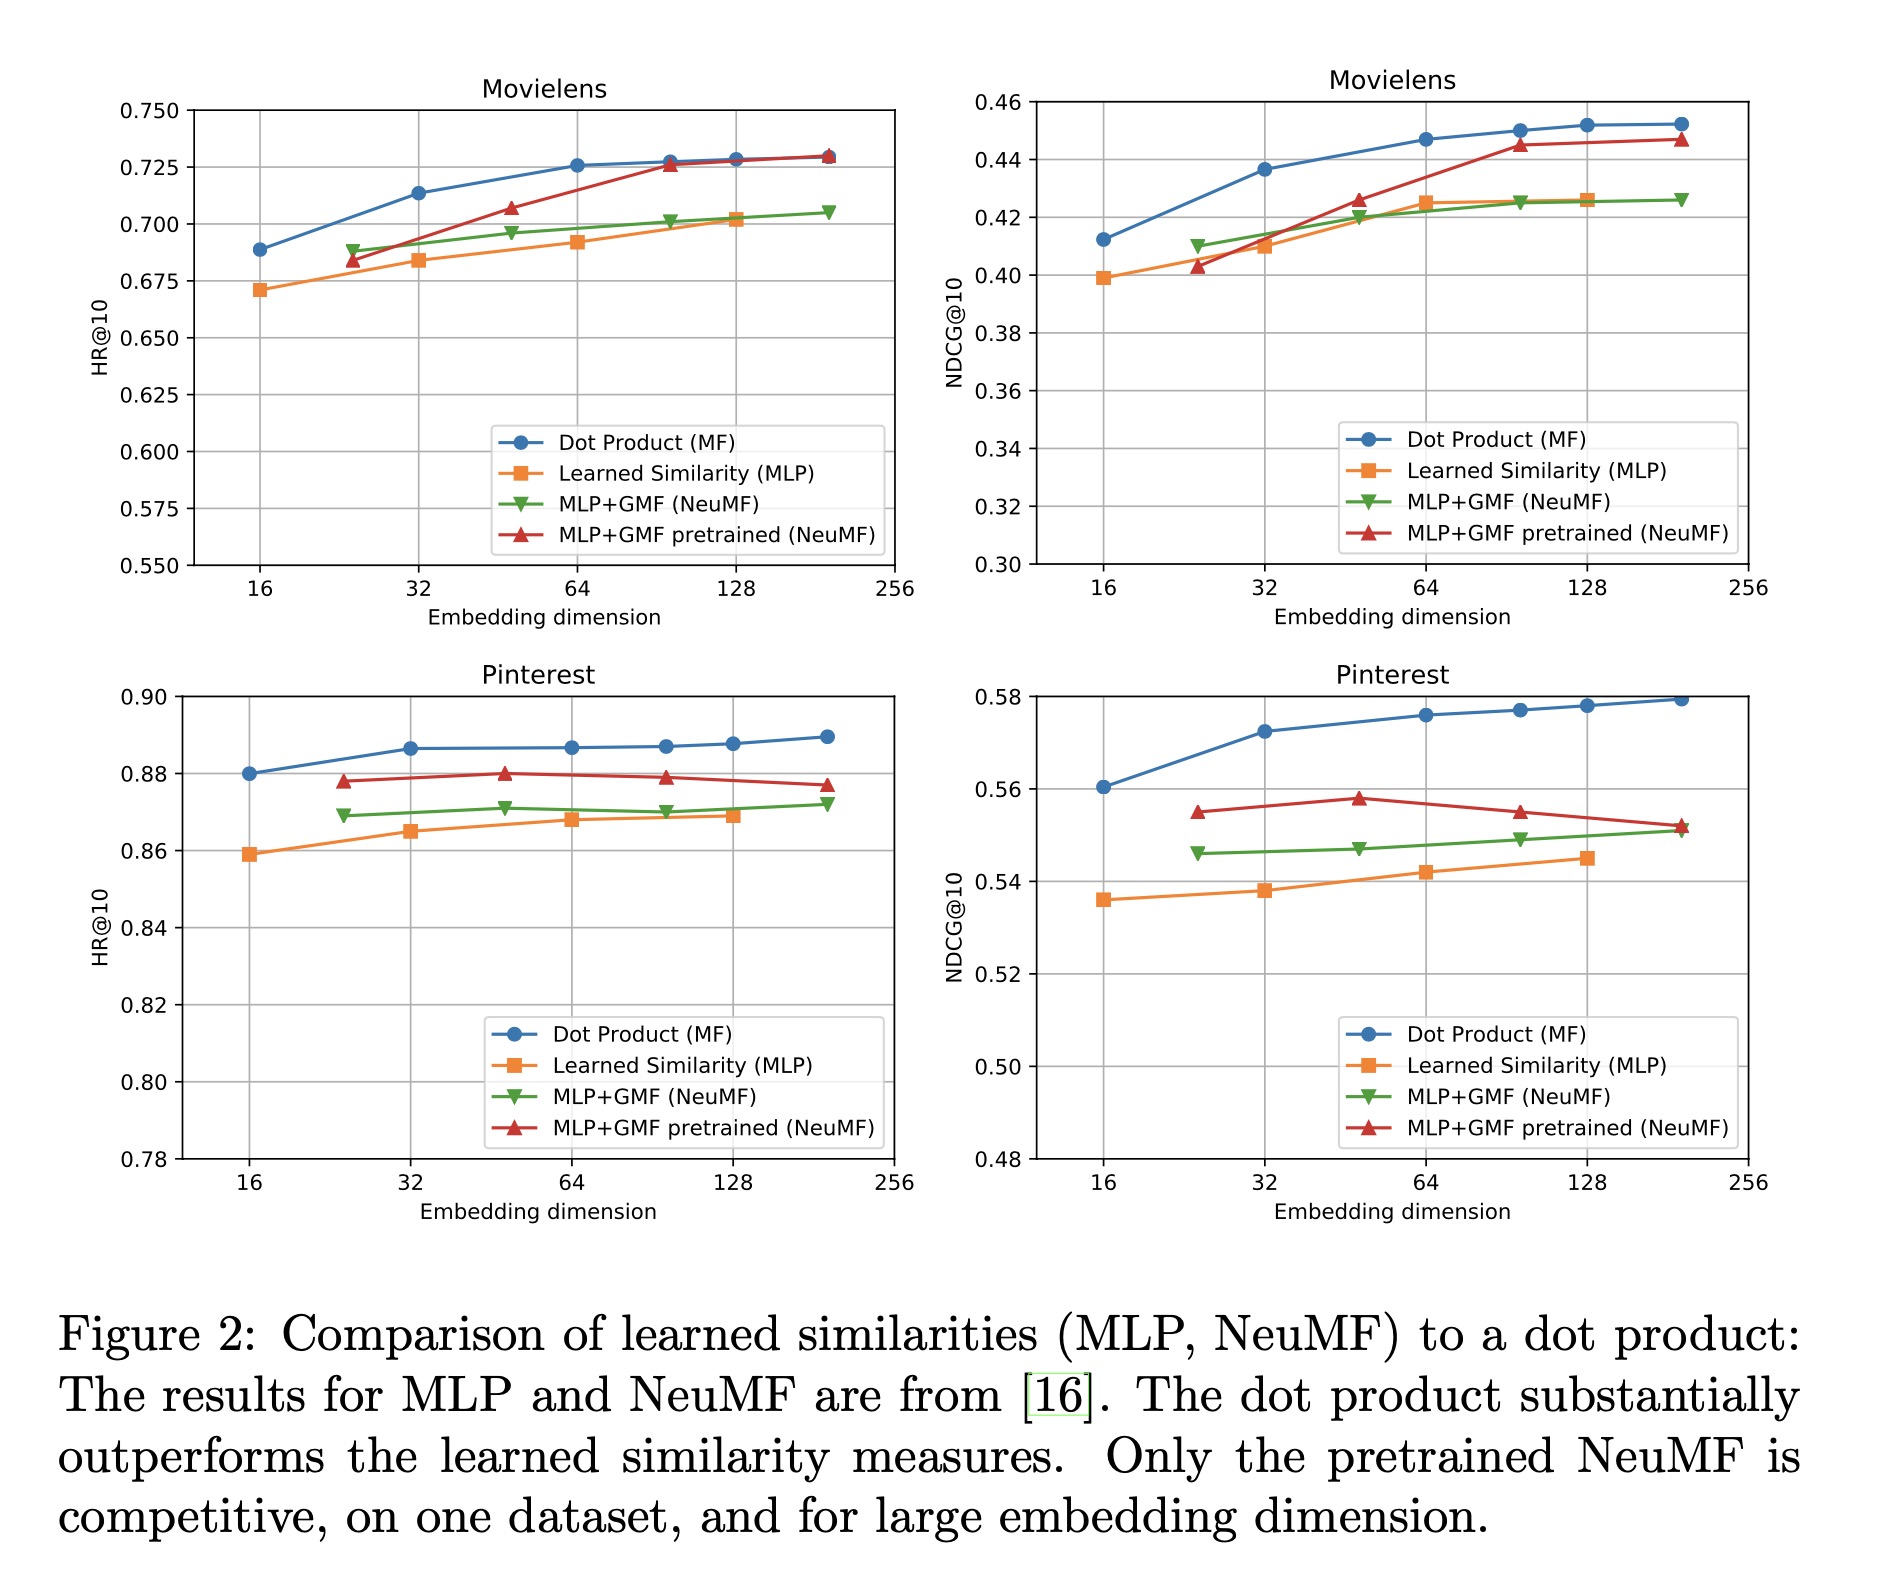 Movielens
0.750
0.725
0.700
0.675
0.650
0.625
0.600
0.575
0.550
HR@10
Dot Product (MF)
Learned Similarity (MLP)
MLP+GMF (NeuMF)
MLP+GMF pretrained (NeuMF)
16 32 64 128 256
Embedding dimension
Movielens
0.46
0.44
0.42
0.40
0.38
0.36
0.34
0.32
0.30
NDCG@10
Dot Product (MF)
Learned Similarity (MLP)
MLP+GMF (NeuMF)
MLP+GMF pretrained (NeuMF)
16 32 64 128 256
Embedding dimension
Pinterest
0.90
0.88
0.86
0.84
0.82
0.80
0.78
HR@10
Dot Product (MF)
Learned Similarity (MLP)
MLP+GMF (NeuMF)
MLP+GMF pretrained (NeuMF)
16 32 64 128 256
Embedding dimension
Pinterest
0.58
0.56
0.54
0.52
0.50
0.48
NDCG@10
Dot Product (MF)
Learned Similarity (MLP)
MLP+GMF (NeuMF)
MLP+GMF pretrained (NeuMF)
16 32 64 128 256
Embedding dimension
Figure 2: Comparison of learned similarities (MLP, NeuMF) to a dot product:
The results for MLP and NeuMF are from [16]. The dot product substantially
outperforms the learned similarity measures. Only the pretrained NeuMF is
competitive, on one dataset, and for large embedding dimension.